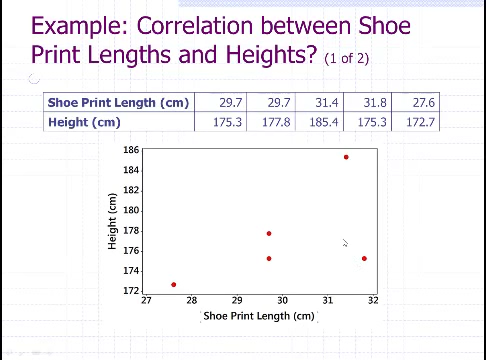 Example: Correlation between Shoe
Print Lengths and Heights? (1 of 2)
Shoe Print Length (cm) 29.7 29.7 31.4 31.8 27.6
Height (cm) 175.3 177.8 185.4 175.3 172.7
186
184
182
180
178
176
174
172
Height (cm)
27 28 29 30 31 32
Shoe Print Length (cm)